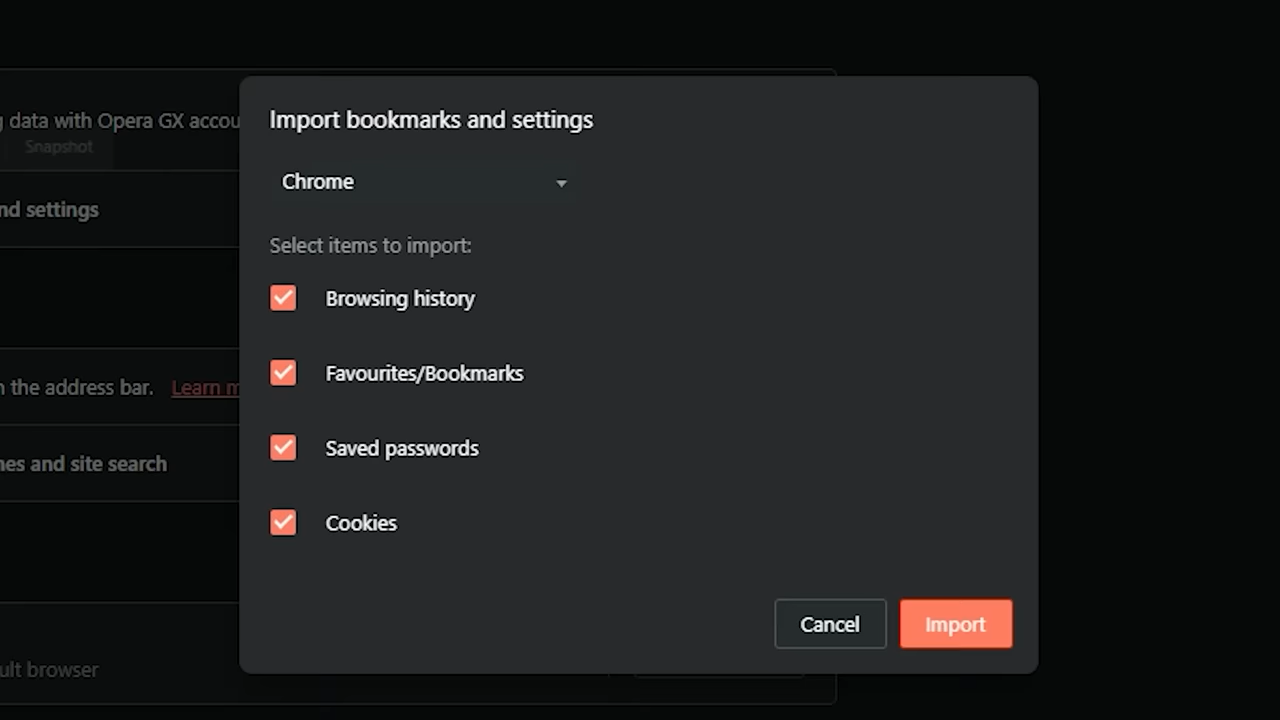 Import bookmarks and settings
Chrome
Select items to import:
Browsing history
Favourites/Bookmarks
Saved passwords
Cookies
Cancel
Import
data with Opera GX accou
Snapshot
nd settings
the address bar. Learn m
nes and site search
ult browser